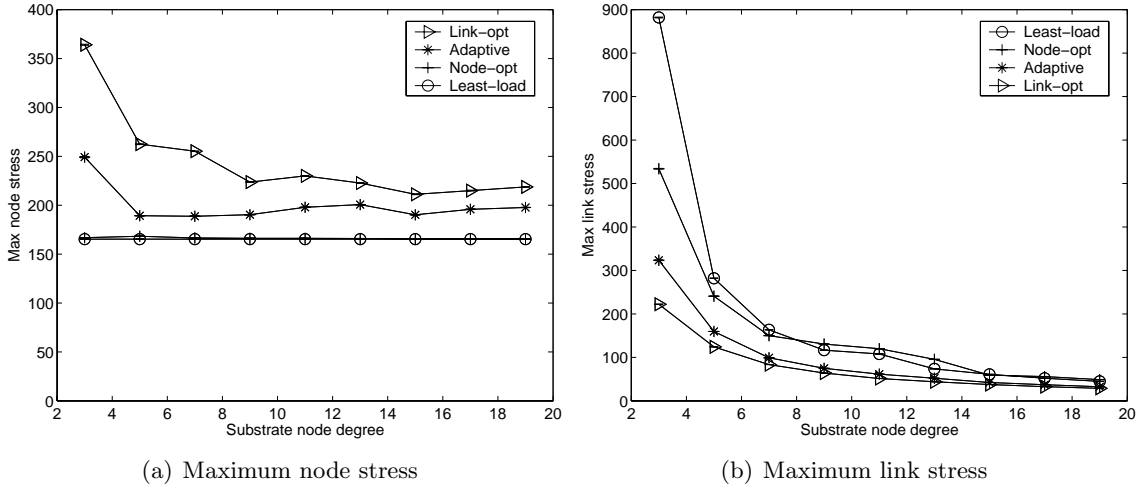 400
350
300
250
200
150
100
50
0
Max node stress
2 4 6 8 10 12 14 16 18 20
Substrate node degree
Link−opt
Adaptive
Node−opt
Least−load
(a) Maximum node stress
900
800
700
600
500
400
300
200
100
0
Max link stress
2 4 6 8 10 12 14 16 18 20
Substrate node degree
Least−load
Node−opt
Adaptive
Link−opt
(b) Maximum link stress